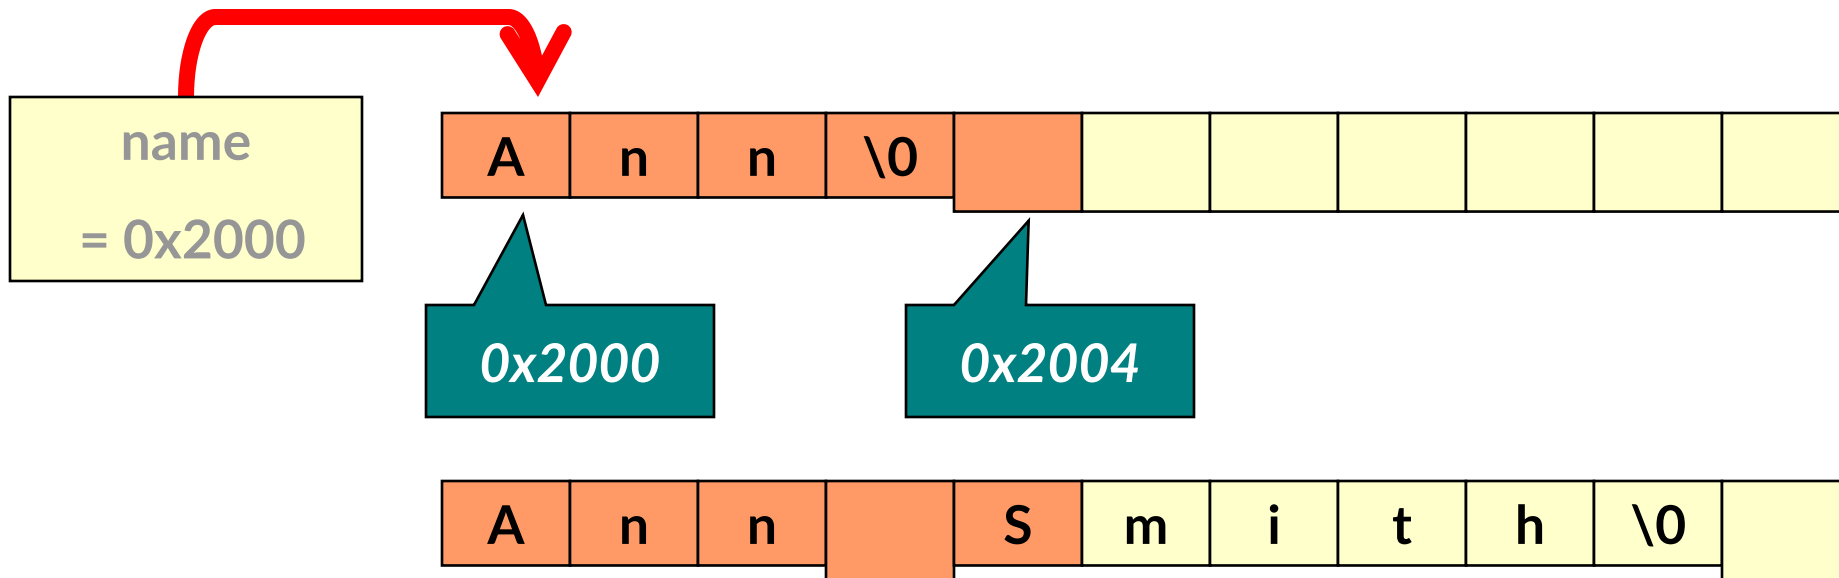 name
= 0x2000
A n n \0
0x2000 0x2004
A n n S m i t h \0